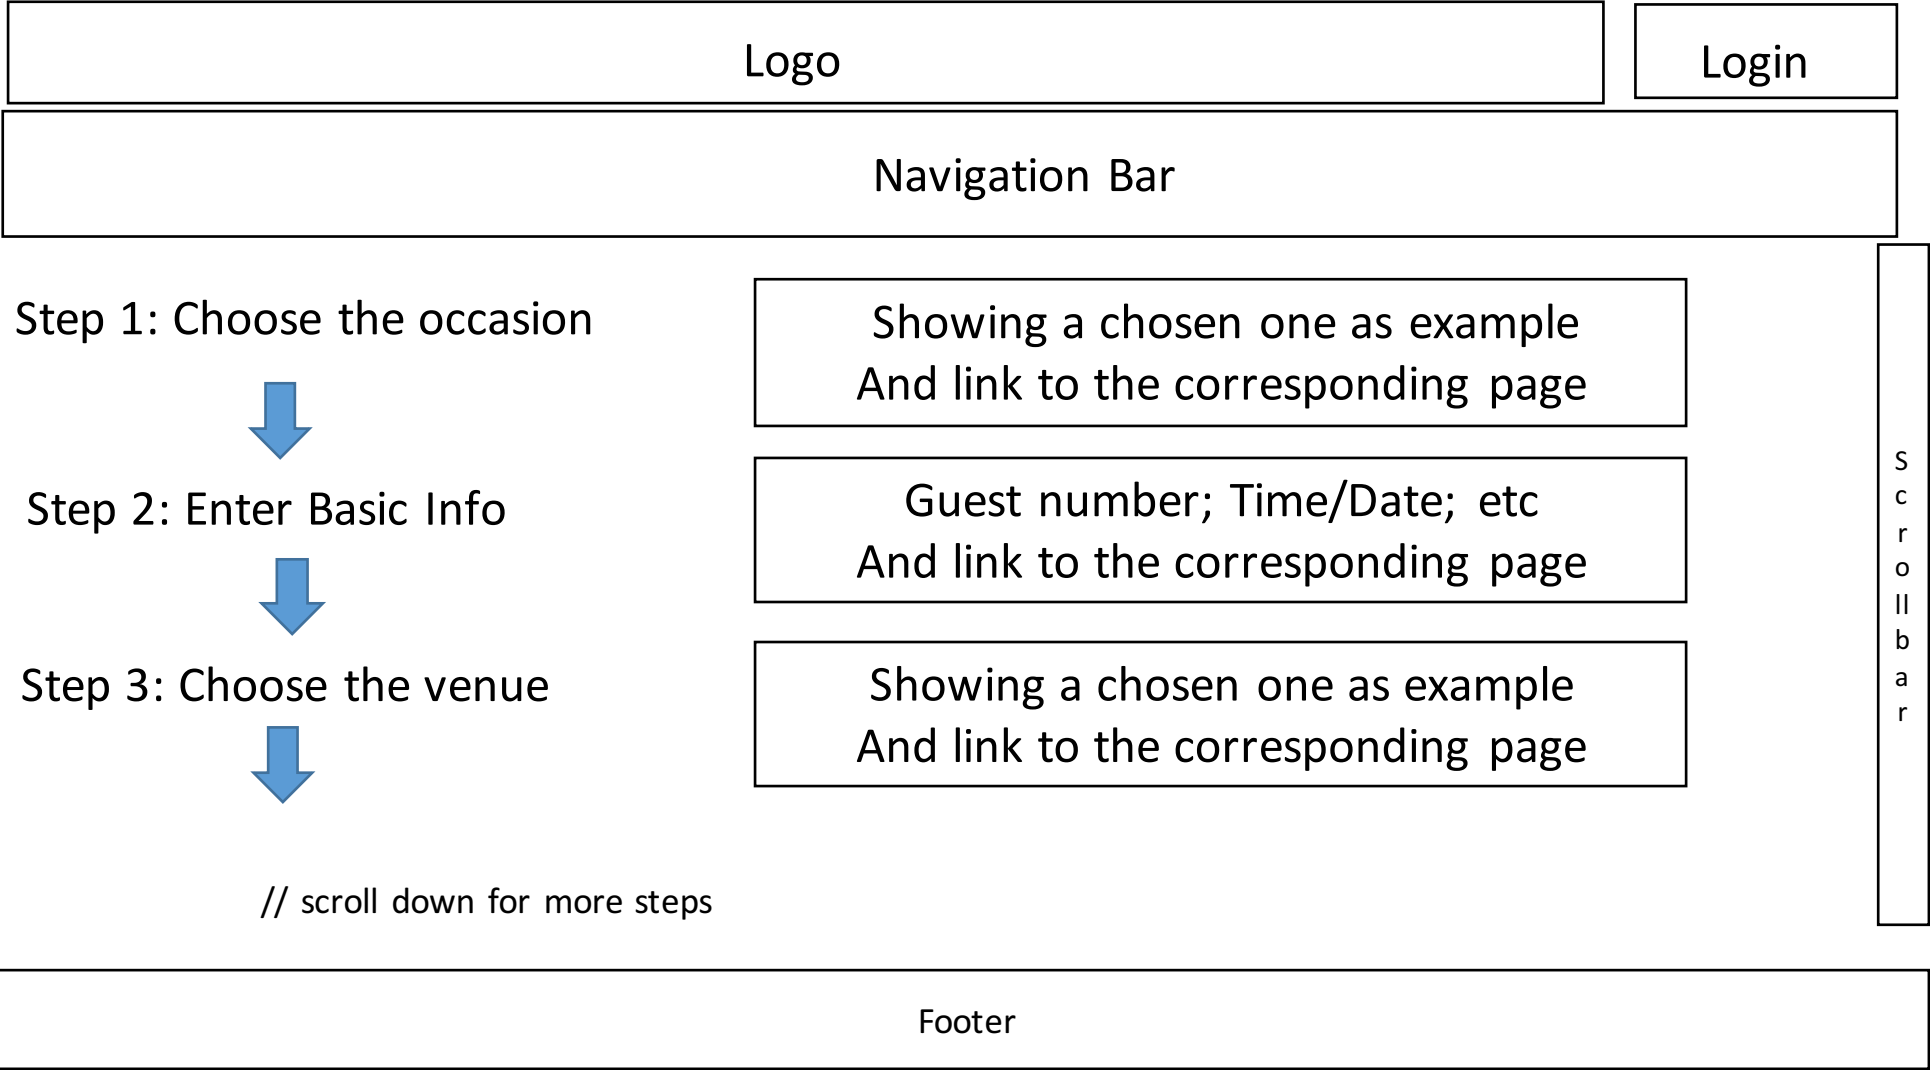 Logo
Login
Navigation Bar
Step 1: Choose the occasion
Showing a chosen one as example
And link to the corresponding page
Step 2: Enter Basic Info
Guest number; Time/Date; etc
And link to the corresponding page
Step 3: Choose the venue
Showing a chosen one as example
And link to the corresponding page
Scrollbar
// scroll down for more steps
Footer